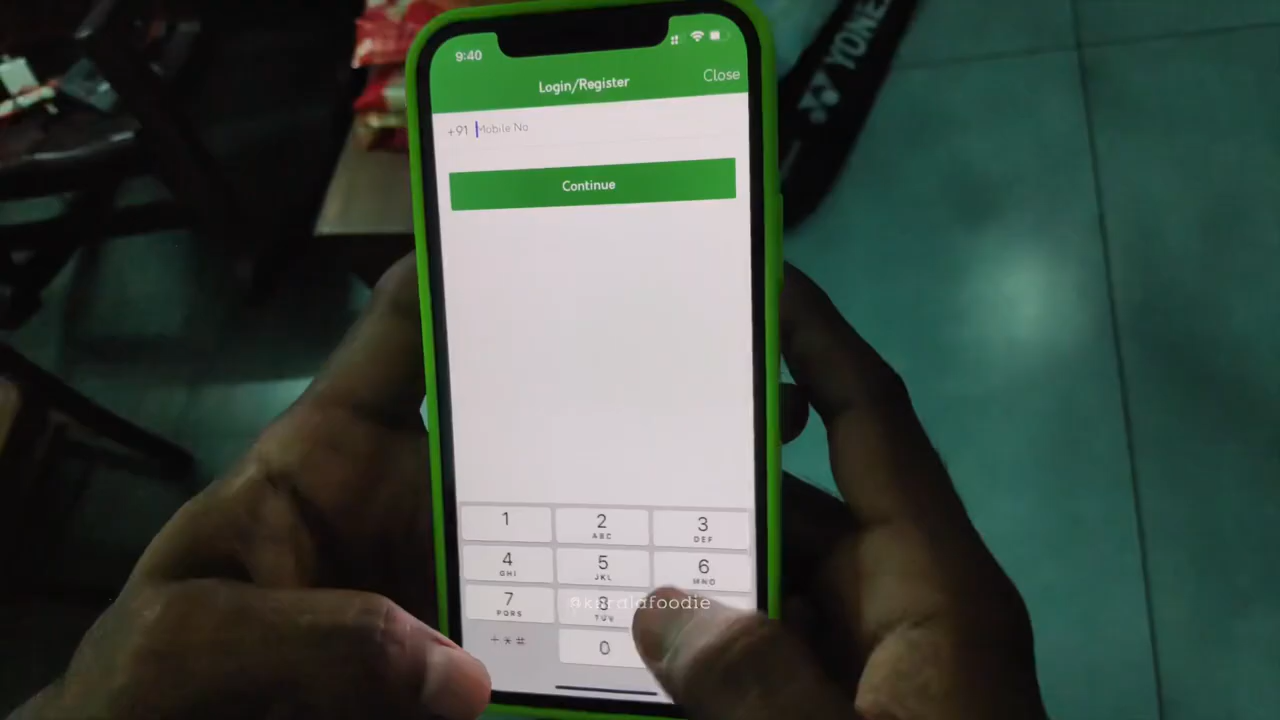 9:40
Login/Register
Close
+91 Mobile No
Continue
1
2
ABC
3
DEF
4
GHI
5
JKL
6
MNO
7
PQRS
8
TUV
+*#
0
#keralafoodie
YONEX